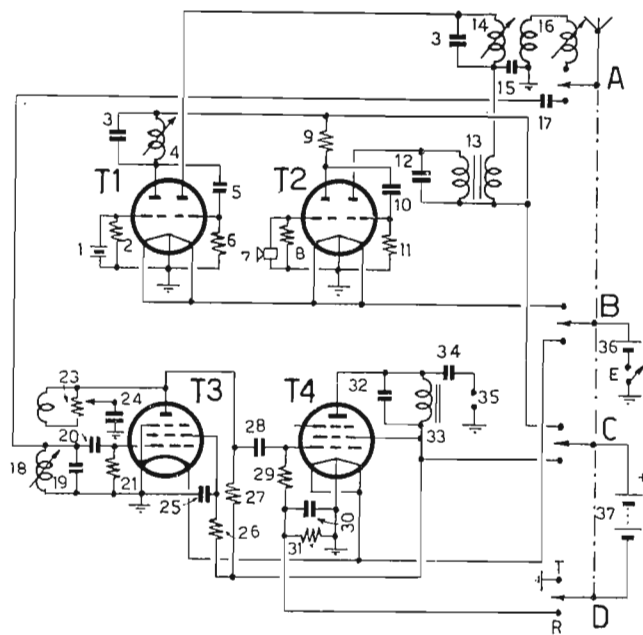 3 14 16
15 A
17
3 4 9 13
T1 5 T2 12
10
1 2 6 7 8 11
B
36
E
23 T3 T4 34
24 32 35 C
20 28 33
18 19 21 29 +
25 27 37
26 30
31 T
D
R